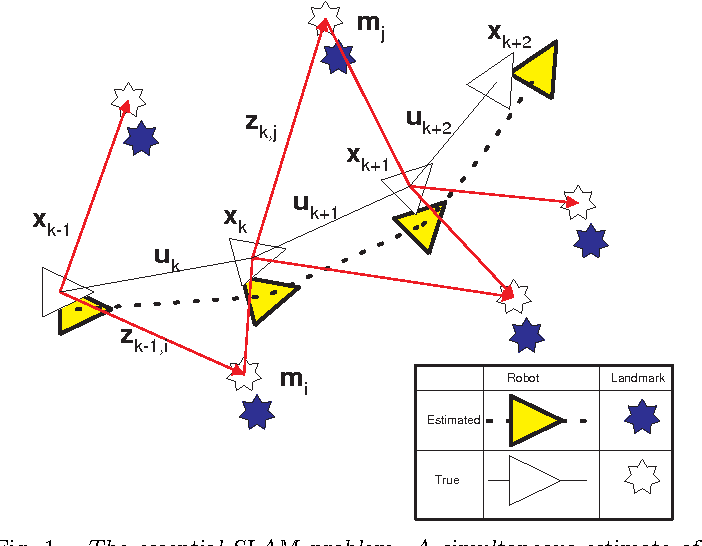 m_j
x_{k+2}
z_{k,j}
u_{k+2}
x_{k+1}
x_{k-1}
x_k
u_{k+1}
u_k
z_{k-1,i}
m_i
Robot Landmark
Estimated
True
Fig. 1. The essential SLAM problem. A simultaneous estimate of